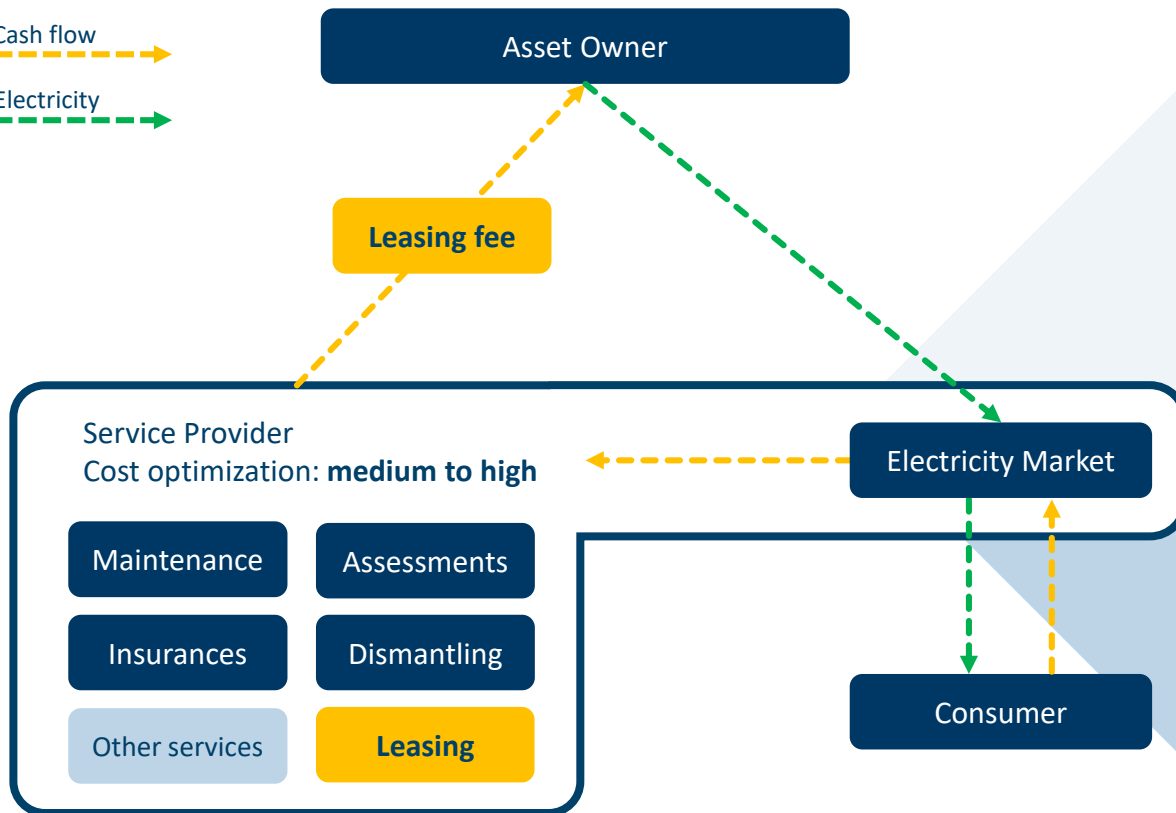 Cash flow
Electricity
Asset Owner
Leasing fee
Service Provider
Cost optimization: medium to high
Electricity Market
Maintenance
Assessments
Insurances
Dismantling
Other services
Leasing
Consumer